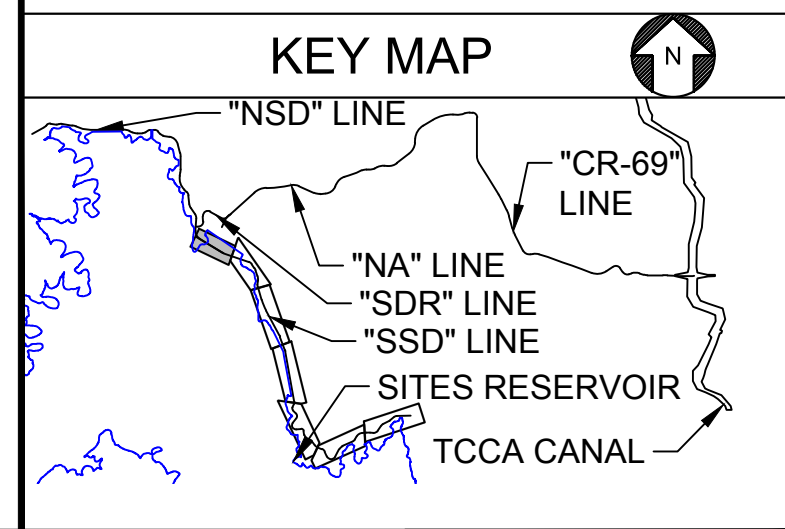 KEY MAP
N
"NSD" LINE
"CR-69"
LINE
"NA" LINE
"SDR" LINE
"SSD" LINE
SITES RESERVOIR
TCCA CANAL